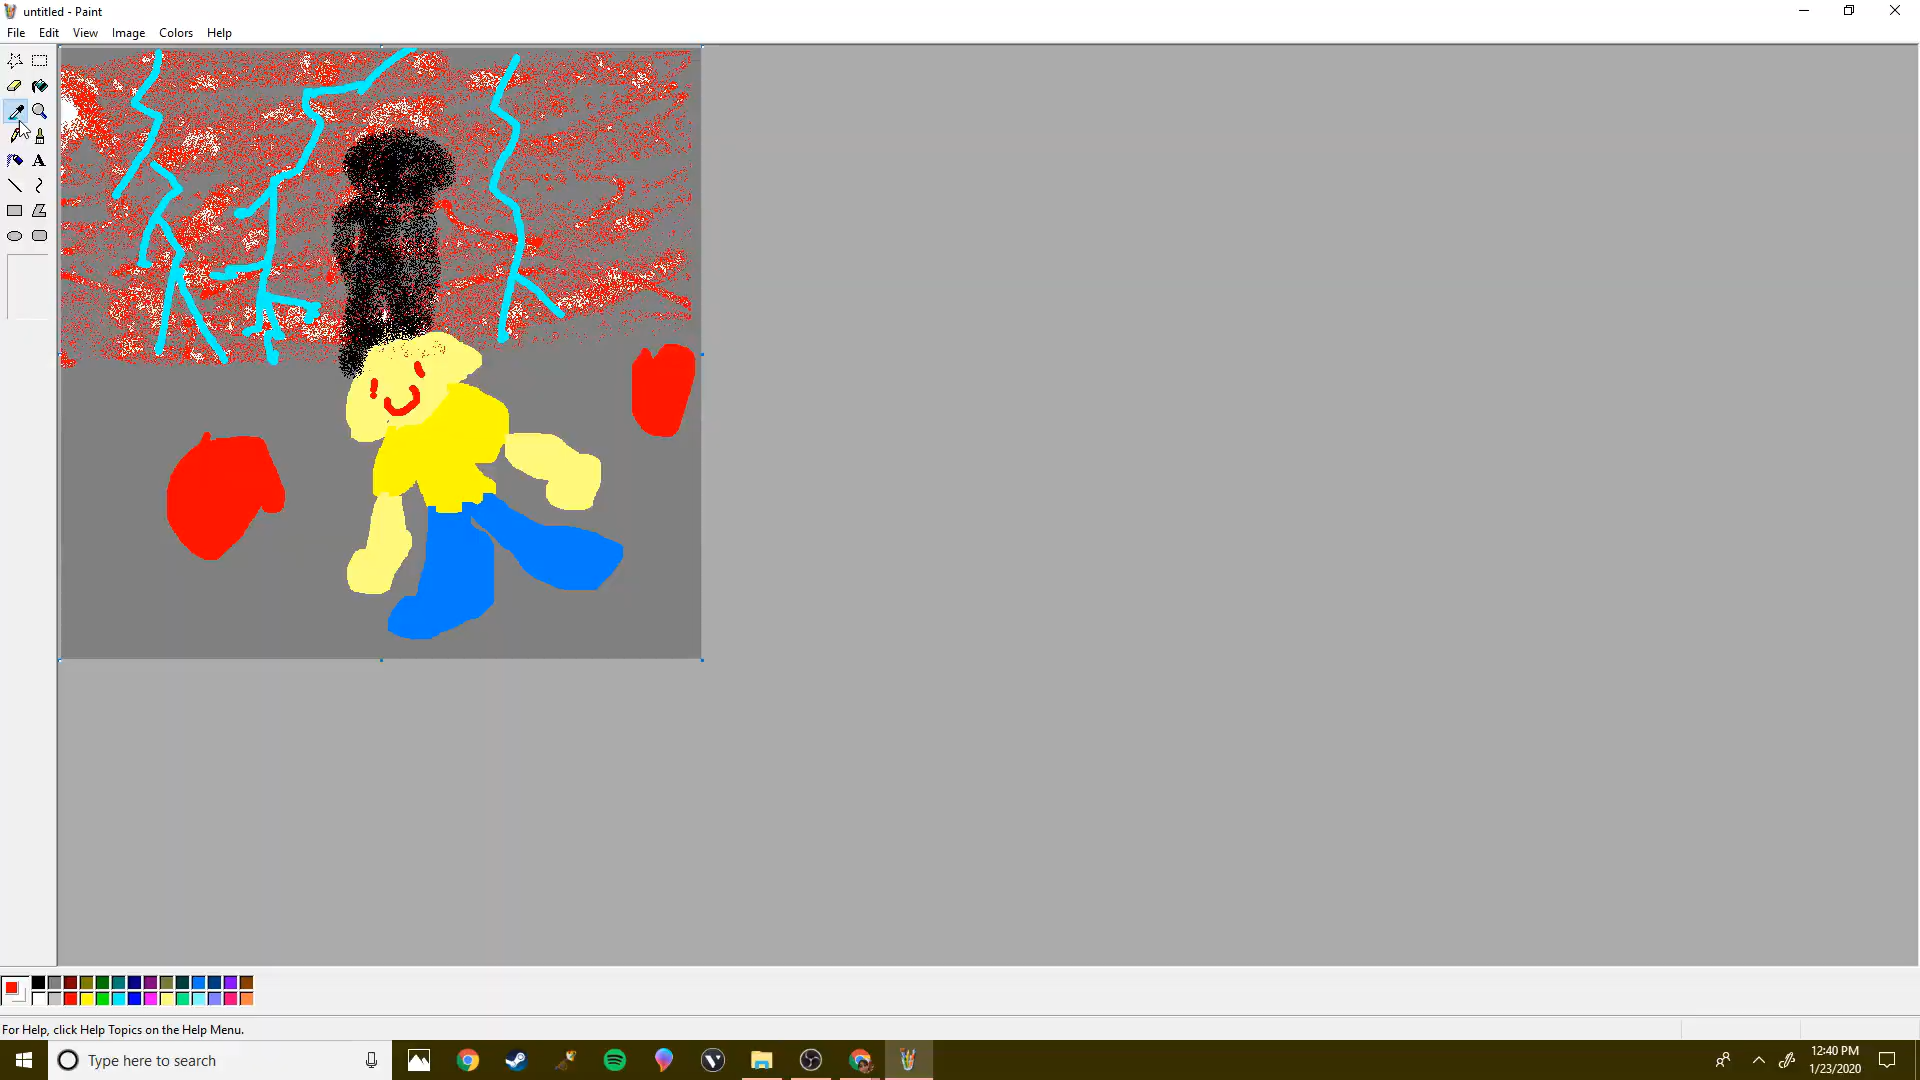 untitled - Paint
File Edit View Image Colors Help
A
For Help, click Help Topics on the Help Menu.
Type here to search
12:40 PM
1/23/2020